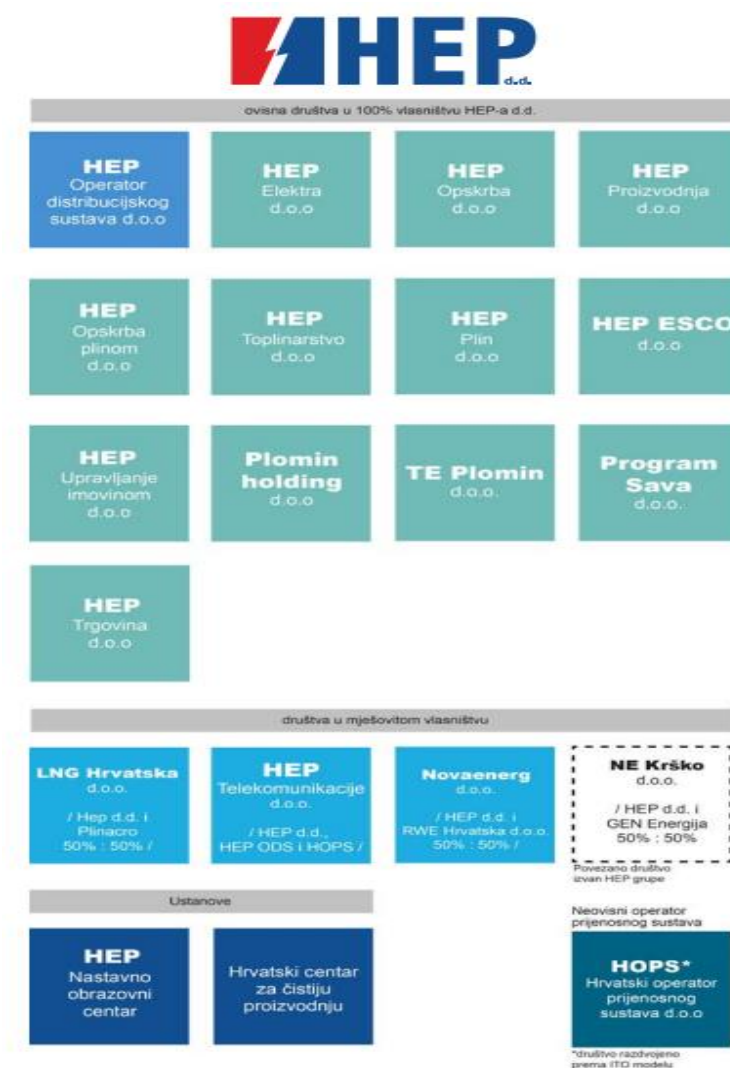 HEP d.d.
ovisna društva u 100% vlasništvu HEP-a d.d.
HEP
Operator
distribucijskog
sustava d.o.o
HEP
Elektra
d.o.o
HEP
Opskrba
d.o.o
HEP
Proizvodnja
d.o.o
HEP
Opskrba
plinom
d.o.o
HEP
Toplinarstvo
d.o.o
HEP
Plin
d.o.o
HEP ESCO
d.o.o
HEP
Upravljanje
imovinom
d.o.o
Plomin
holding
d.o.o
TE Plomin
d.o.o.
Program
Sava
d.o.o.
HEP
Trgovina
d.o.o
društva u mješovitom vlasništvu
LNG Hrvatska
d.o.o.
/ Hep d.d. i
Plinacro
50% : 50% /
HEP
Telekomunikacije
d.o.o.
/ HEP d.d.,
HEP ODS i HOPS /
Novaenerg
d.o.o.
/ HEP d.d. i
RWE Hrvatska d.o.o.
50% : 50% /
NE Krško
d.o.o.
/ HEP d.d. i
GEN Energija
50% : 50%
Povezano društvo
izvan HEP grupe
Ustanove
HEP
Nastavno
obrazovni
centar
Hrvatski centar
za čistiju
proizvodnju
Neovisni operator
prijenosnog sustava
HOPS*
Hrvatski operator
prijenosnog
sustava d.o.o
*društvo razdvojeno
prema ITO modelu